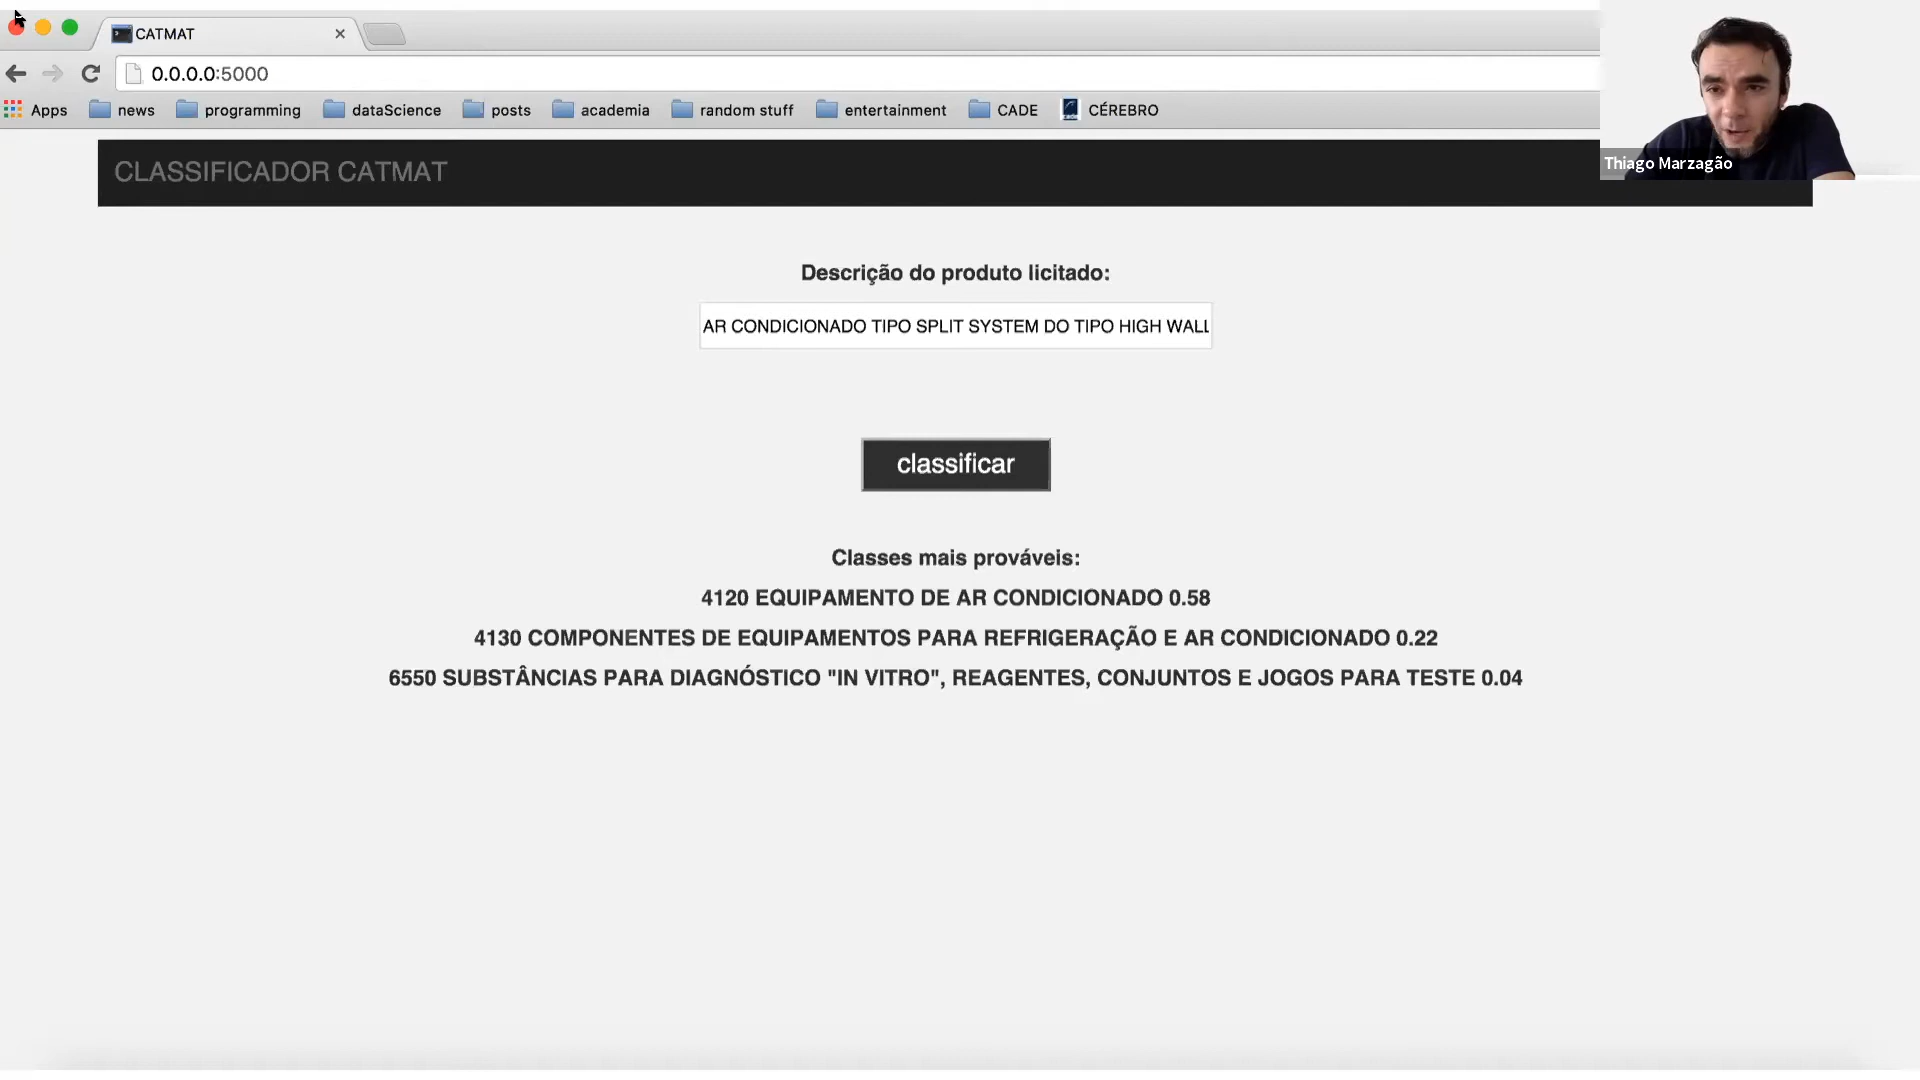 CATMAT
0.0.0.0:5000
Apps news programming dataScience posts academia random stuff entertainment CADE CÉREBRO
Thiago Marzagão
CLASSIFICADOR CATMAT
Descrição do produto licitado:
AR CONDICIONADO TIPO SPLIT SYSTEM DO TIPO HIGH WALL
classificar
Classes mais prováveis:
4120 EQUIPAMENTO DE AR CONDICIONADO 0.58
4130 COMPONENTES DE EQUIPAMENTOS PARA REFRIGERAÇÃO E AR CONDICIONADO 0.22
6550 SUBSTÂNCIAS PARA DIAGNÓSTICO "IN VITRO", REAGENTES, CONJUNTOS E JOGOS PARA TESTE 0.04